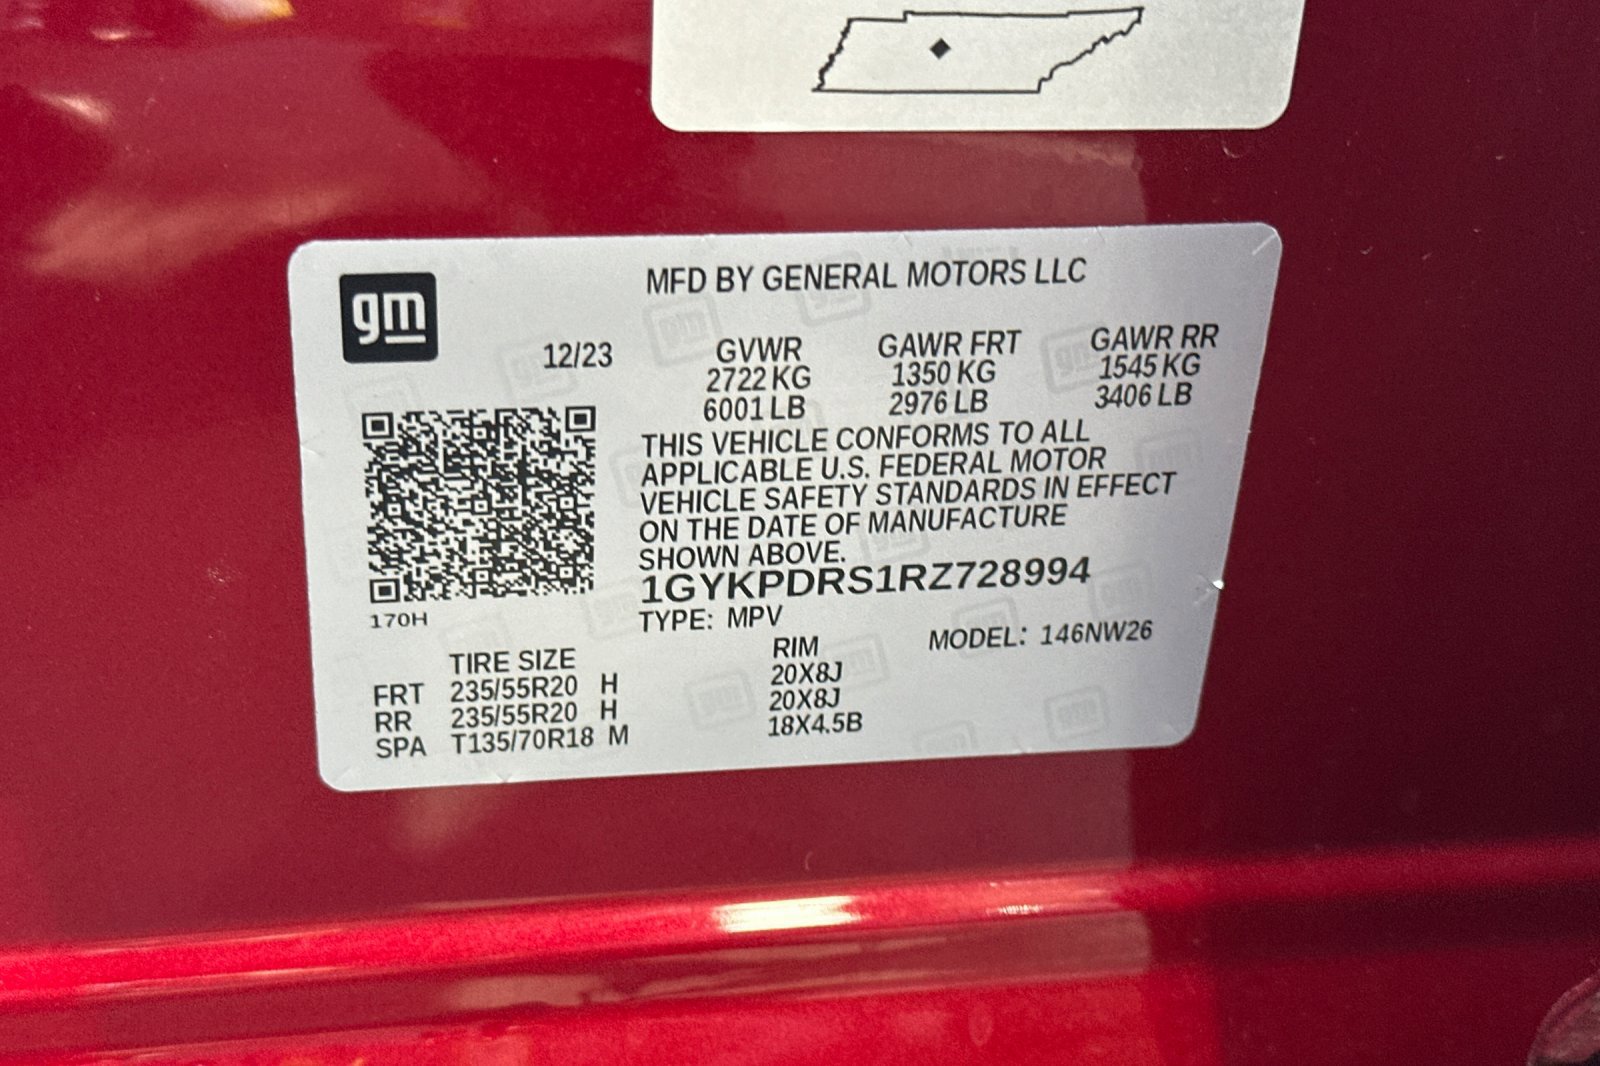 gm
MFD BY GENERAL MOTORS LLC
12/23
GVWR GAWR FRT GAWR RR
2722 KG 1350 KG 1545 KG
6001 LB 2976 LB 3406 LB
THIS VEHICLE CONFORMS TO ALL
APPLICABLE U.S. FEDERAL MOTOR
VEHICLE SAFETY STANDARDS IN EFFECT
ON THE DATE OF MANUFACTURE
SHOWN ABOVE.
1GYKPDRS1RZ728994
170H
TYPE: MPV
MODEL: 146NW26
TIRE SIZE RIM
FRT 235/55R20 H 20X8J
RR 235/55R20 H 20X8J
SPA T135/70R18 M 18X4.5B